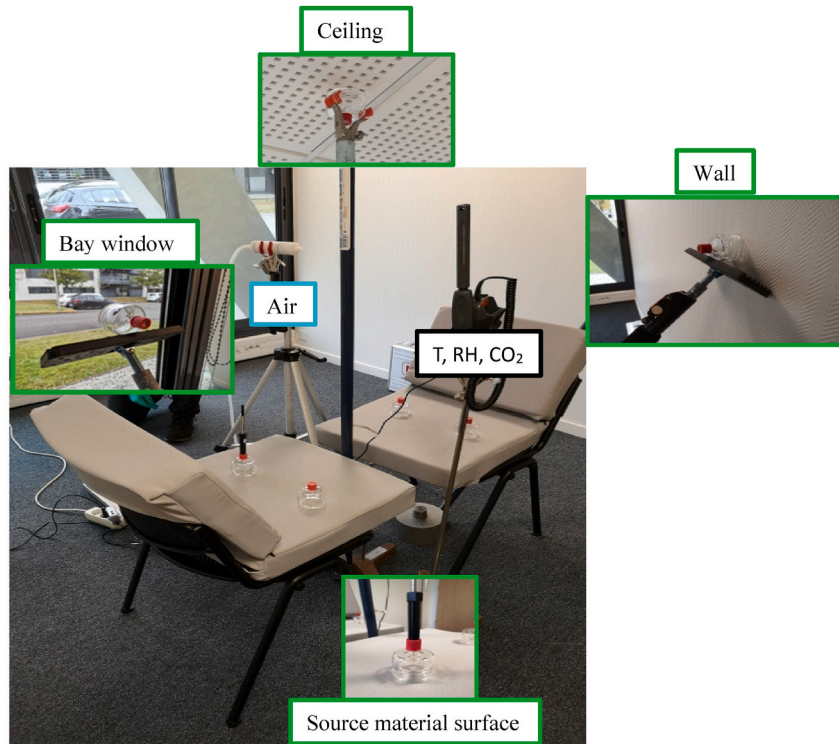 Ceiling
Wall
Bay window
Air
T, RH, CO₂
Source material surface